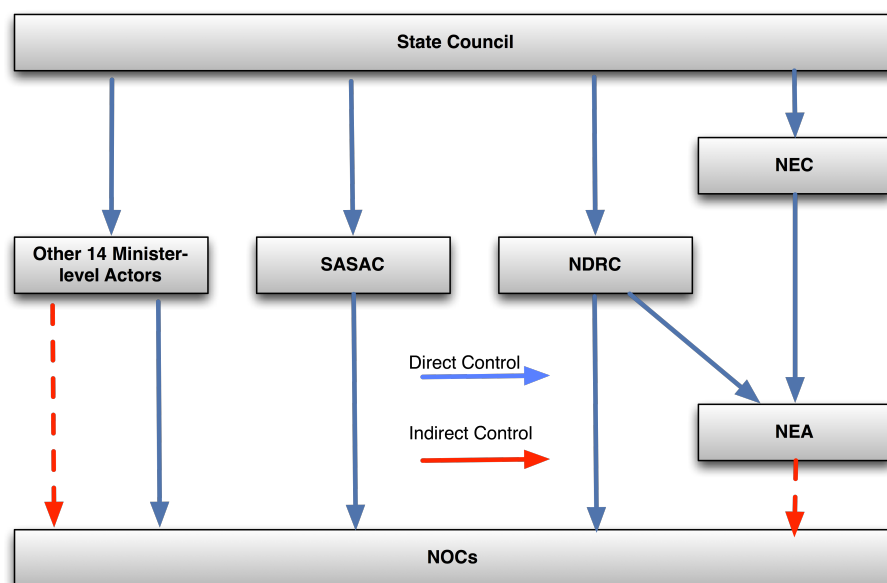 State Council
NEC
Other 14 Minister-
level Actors
SASAC
NDRC
Direct Control
NEA
Indirect Control
NOCs